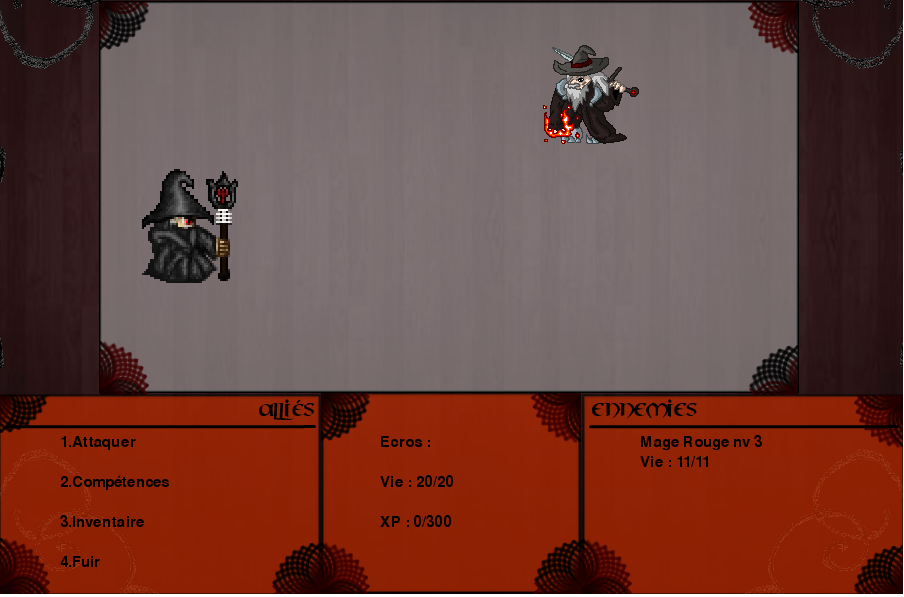 alliés
1.Attaquer
2.Compétences
3.Inventaire
4.Fuir
Ecros :
Vie : 20/20
XP : 0/300
ennemies
Mage Rouge nv 3
Vie : 11/11